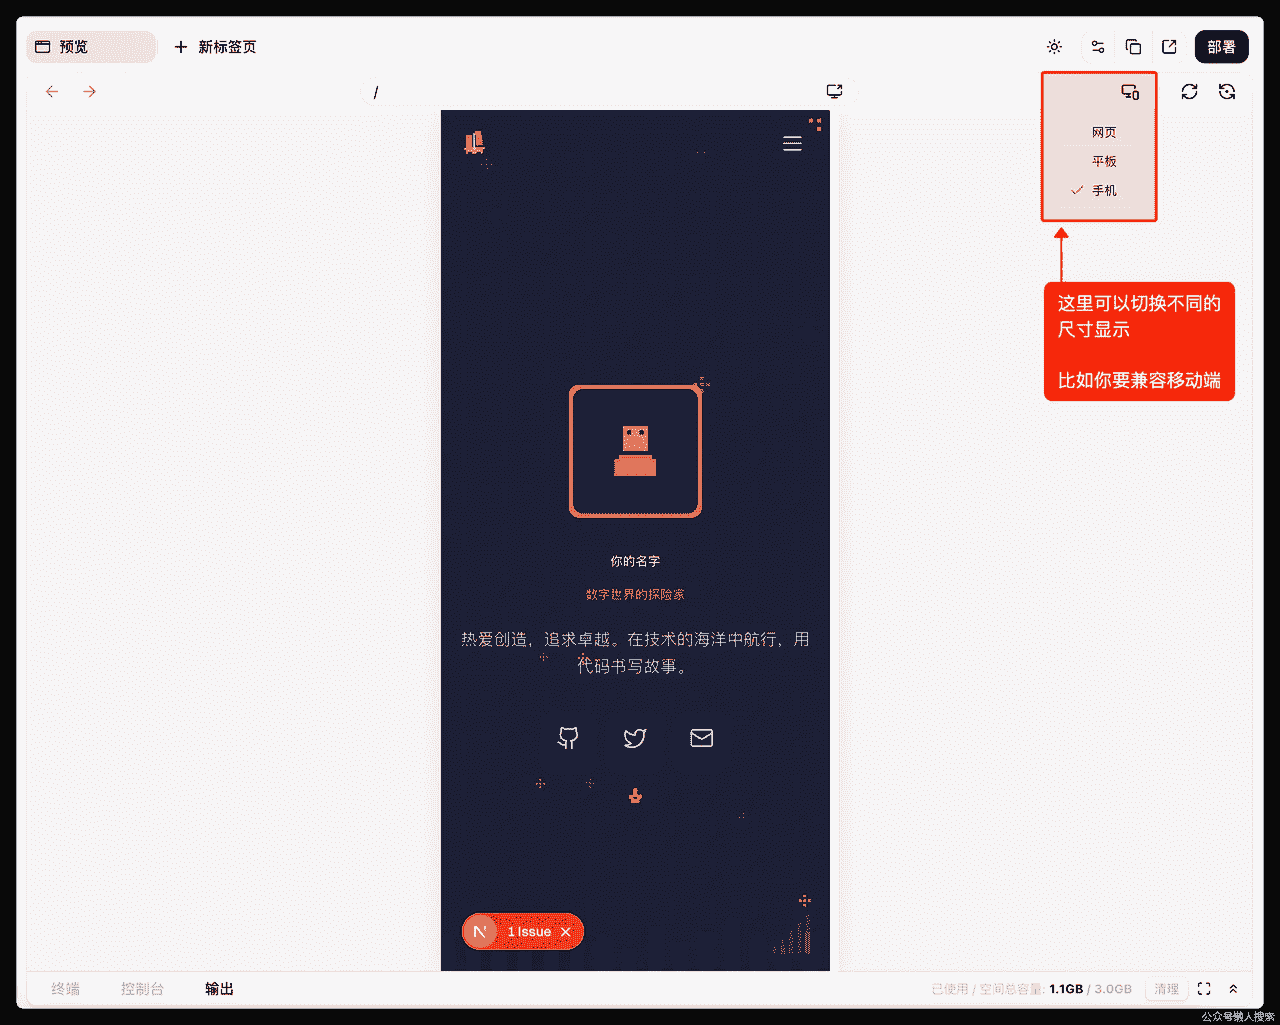 预览
新标签页
部署
/
网页
平板
手机
这里可以切换不同的
尺寸显示
比如你要兼容移动端
你的名字
数字世界的探险家
热爱创造，追求卓越。在技术的海洋中航行，用
代码书写故事。
N 1 Issue
终端 控制台 输出
已使用 / 空间总容量: 1.1GB / 3.0GB 清理
公众号懒人搜索